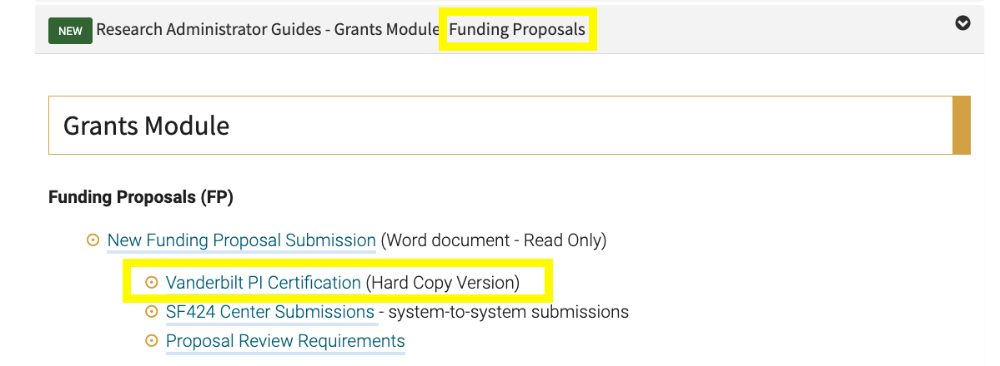 NEW Research Administrator Guides - Grants Module Funding Proposals
Grants Module
Funding Proposals (FP)
New Funding Proposal Submission (Word document - Read Only)
Vanderbilt PI Certification (Hard Copy Version)
SF424 Center Submissions - system-to-system submissions
Proposal Review Requirements